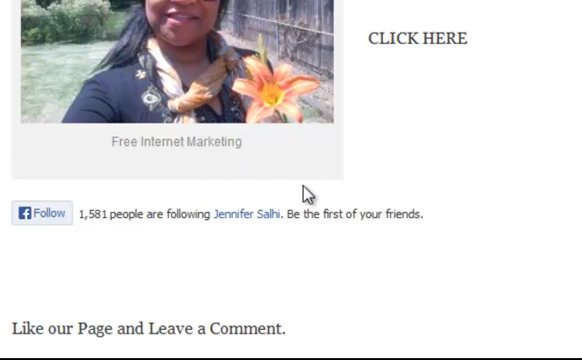 CLICK HERE
Free Internet Marketing
Follow 1,581 people are following Jennifer Salhi. Be the first of your friends.
Like our Page and Leave a Comment.